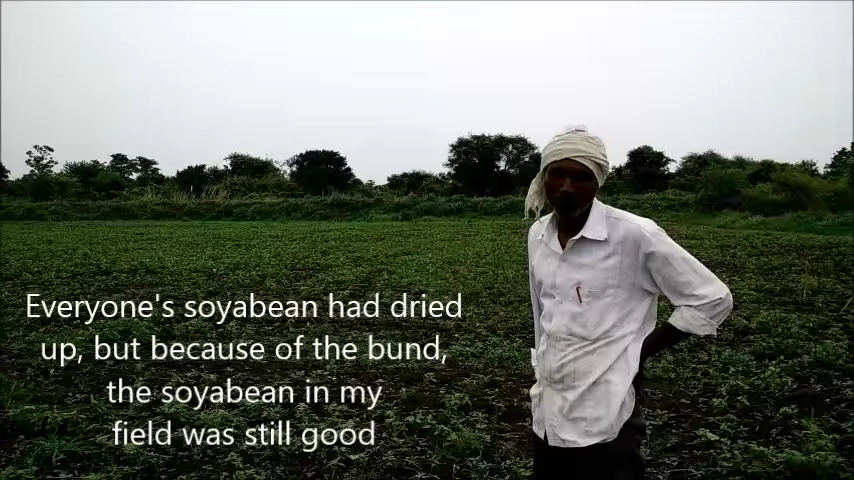 Everyone's soyabean had dried
up, but because of the bund,
the soyabean in my
field was still good